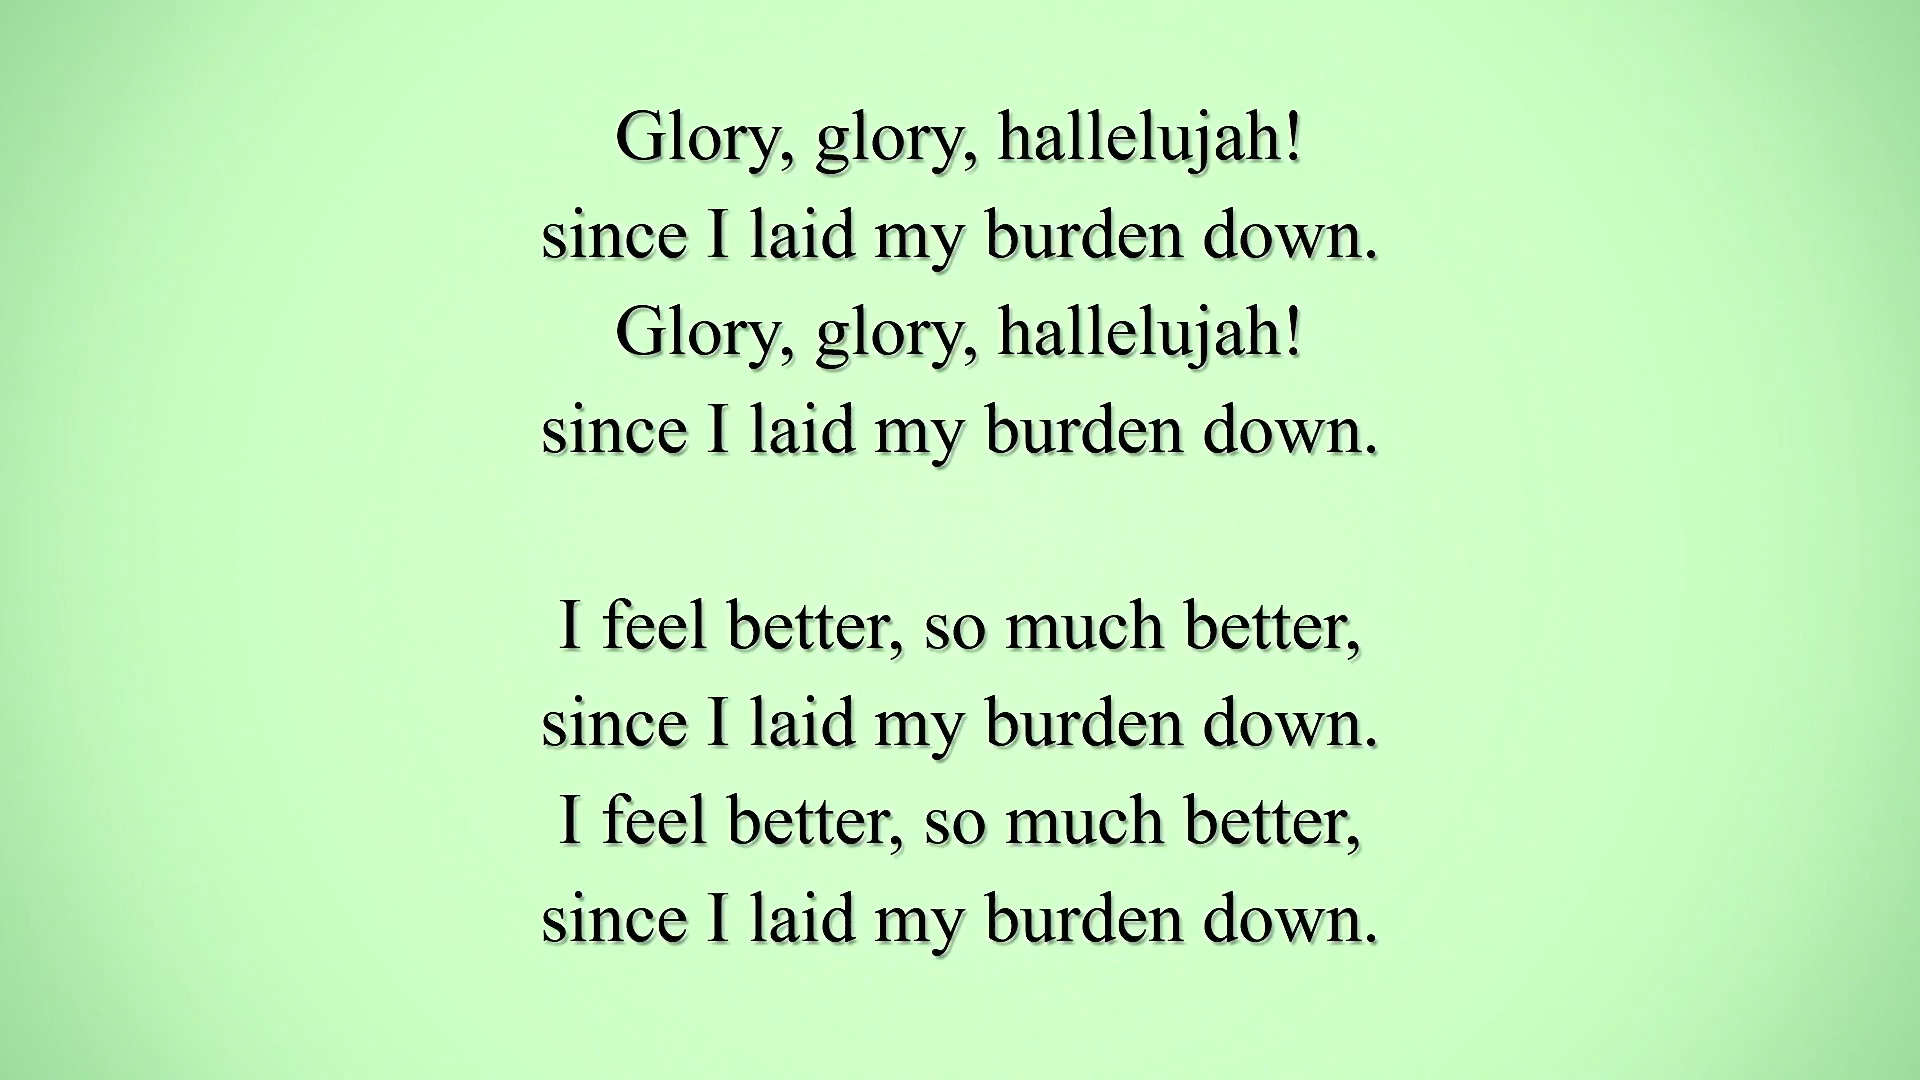 Glory, glory, hallelujah!
since I laid my burden down.
Glory, glory, hallelujah!
since I laid my burden down.
I feel better, so much better,
since I laid my burden down.
I feel better, so much better,
since I laid my burden down.